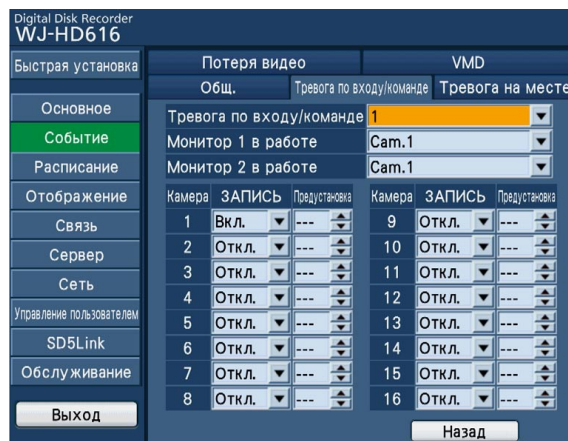 Digital Disk Recorder
WJ-HD616
Быстрая установка
Основное
Событие
Расписание
Отображение
Связь
Сервер
Сеть
Управление пользователем
SD5Link
Обслуживание
Выход
Потеря видео VMD
Общ. Тревога по входу/команде Тревога на месте
Тревога по входу/команде 1
Монитор 1 в работе Cam.1
Монитор 2 в работе Cam.1
Камера ЗАПИСЬ Предустановка Камера ЗАПИСЬ Предустановка
1 Вкл. --- 9 Откл. ---
2 Откл. --- 10 Откл. ---
3 Откл. --- 11 Откл. ---
4 Откл. --- 12 Откл. ---
5 Откл. --- 13 Откл. ---
6 Откл. --- 14 Откл. ---
7 Откл. --- 15 Откл. ---
8 Откл. --- 16 Откл. ---
Назад